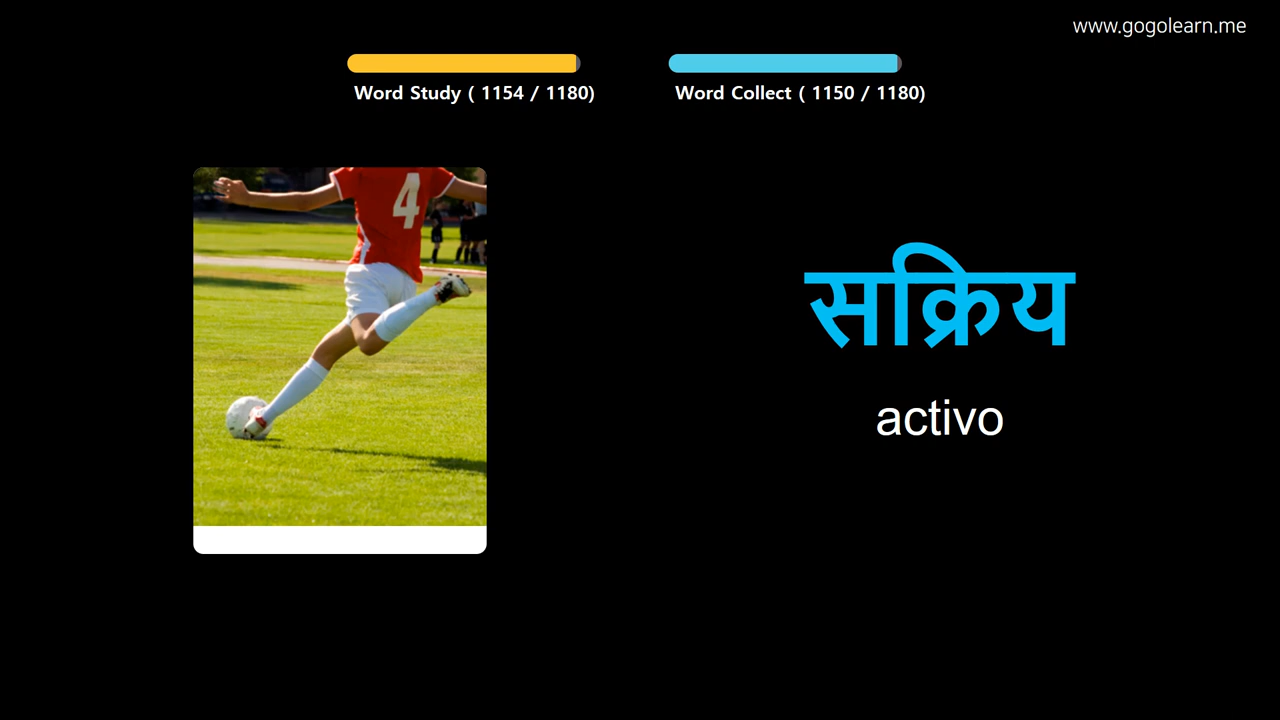 www.gogolearn.me
Word Study ( 1154 / 1180)
Word Collect ( 1150 / 1180)
4
सक्रिय
activo